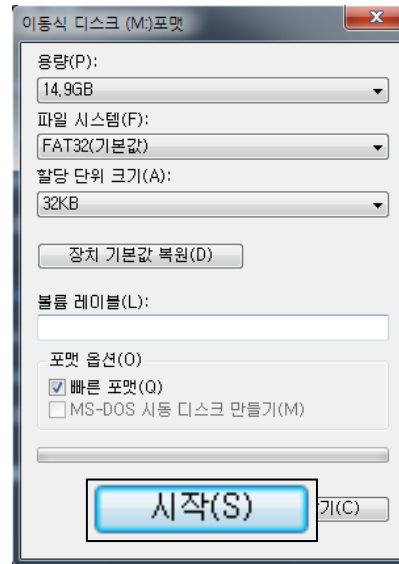 이동식 디스크 (M:)포맷
용량(P):
14,9GB
파일 시스템(F):
FAT32(기본값)
할당 단위 크기(A):
32KB
장치 기본값 복원(D)
볼륨 레이블(L):
포맷 옵션(O)
빠른 포맷(Q)
MS-DOS 시동 디스크 만들기(M)
시작(S)
기(C)